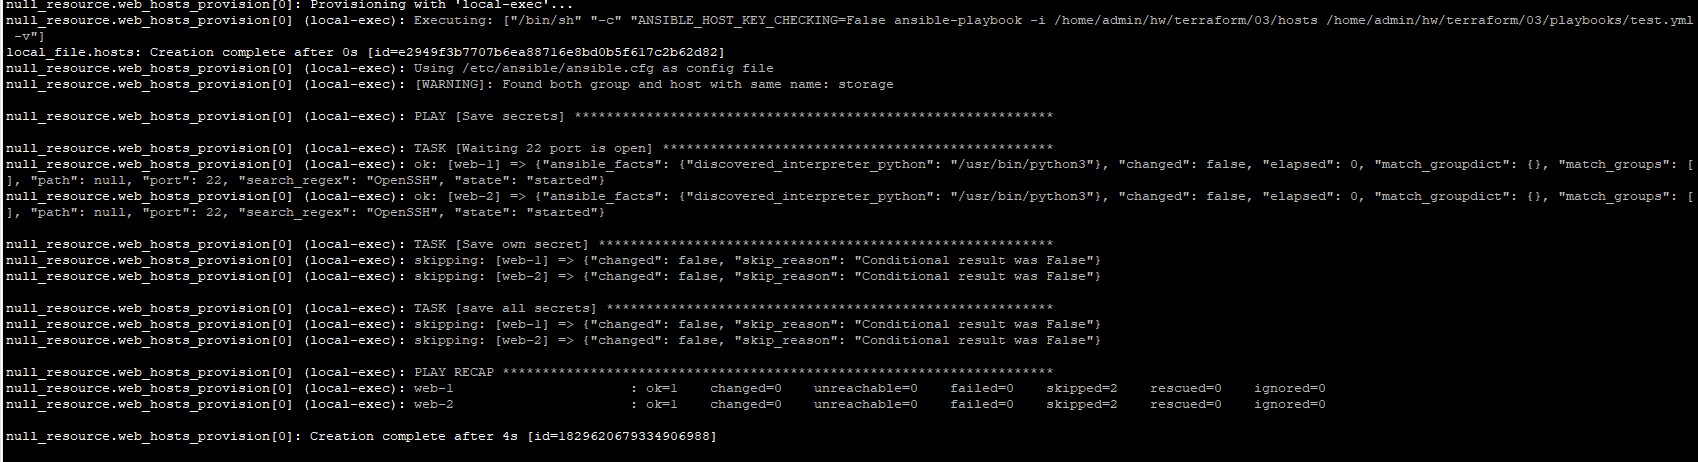 null_resource.web_hosts_provision[0]: Provisioning with 'local-exec'...
null_resource.web_hosts_provision[0] (local-exec): Executing: ["/bin/sh" "-c" "ANSIBLE_HOST_KEY_CHECKING=False ansible-playbook -i /home/admin/hw/terraform/03/hosts /home/admin/hw/terraform/03/playbooks/test.yml
 -v"]
local_file.hosts: Creation complete after 0s [id=e2949f3b7707b6ea88716e8bd0b5f617c2b62d82]
null_resource.web_hosts_provision[0] (local-exec): Using /etc/ansible/ansible.cfg as config file
null_resource.web_hosts_provision[0] (local-exec): [WARNING]: Found both group and host with same name: storage
null_resource.web_hosts_provision[0] (local-exec): PLAY [Save secrets] ************************************************************
null_resource.web_hosts_provision[0] (local-exec): TASK [Waiting 22 port is open] *************************************************
null_resource.web_hosts_provision[0] (local-exec): ok: [web-1] => {"ansible_facts": {"discovered_interpreter_python": "/usr/bin/python3"}, "changed": false, "elapsed": 0, "match_groupdict": {}, "match_groups": [
], "path": null, "port": 22, "search_regex": "OpenSSH", "state": "started"}
null_resource.web_hosts_provision[0] (local-exec): ok: [web-2] => {"ansible_facts": {"discovered_interpreter_python": "/usr/bin/python3"}, "changed": false, "elapsed": 0, "match_groupdict": {}, "match_groups": [
], "path": null, "port": 22, "search_regex": "OpenSSH", "state": "started"}
null_resource.web_hosts_provision[0] (local-exec): TASK [Save own secret] *********************************************************
null_resource.web_hosts_provision[0] (local-exec): skipping: [web-1] => {"changed": false, "skip_reason": "Conditional result was False"}
null_resource.web_hosts_provision[0] (local-exec): skipping: [web-2] => {"changed": false, "skip_reason": "Conditional result was False"}
null_resource.web_hosts_provision[0] (local-exec): TASK [save all secrets] ********************************************************
null_resource.web_hosts_provision[0] (local-exec): skipping: [web-1] => {"changed": false, "skip_reason": "Conditional result was False"}
null_resource.web_hosts_provision[0] (local-exec): skipping: [web-2] => {"changed": false, "skip_reason": "Conditional result was False"}
null_resource.web_hosts_provision[0] (local-exec): PLAY RECAP *********************************************************************
null_resource.web_hosts_provision[0] (local-exec): web-1                      : ok=1    changed=0    unreachable=0    failed=0    skipped=2    rescued=0    ignored=0
null_resource.web_hosts_provision[0] (local-exec): web-2                      : ok=1    changed=0    unreachable=0    failed=0    skipped=2    rescued=0    ignored=0
null_resource.web_hosts_provision[0]: Creation complete after 4s [id=1829620679334906988]